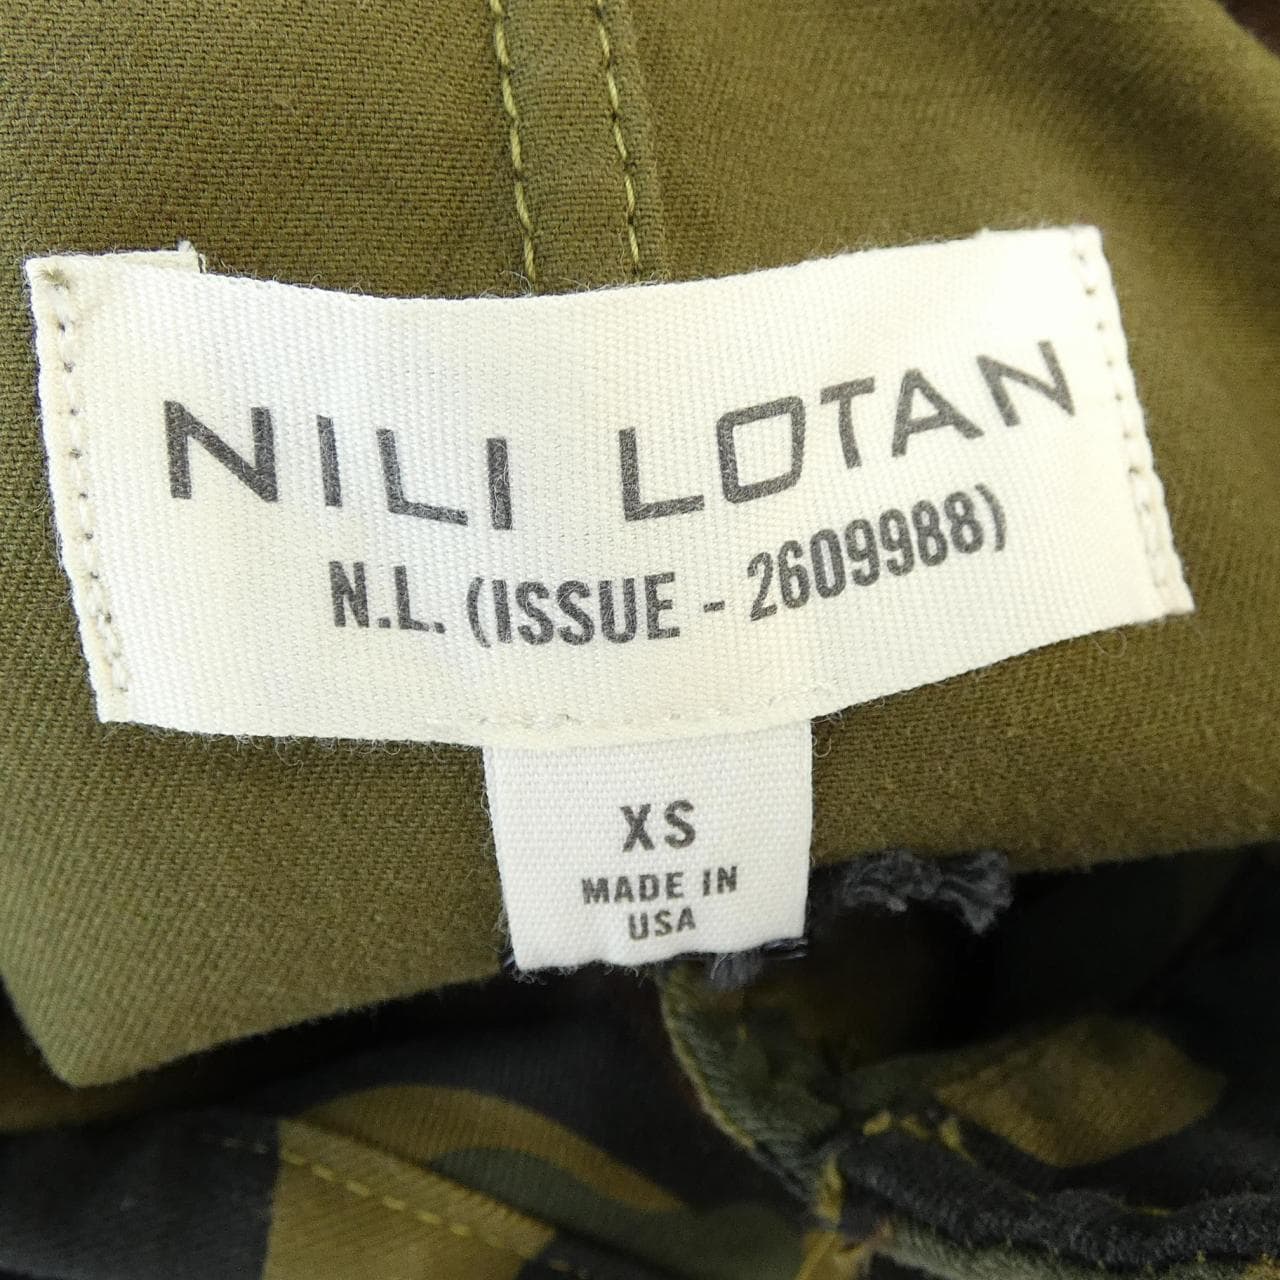 NILI LOTAN
N.L. (ISSUE - 2609988)
XS
MADE IN
USA